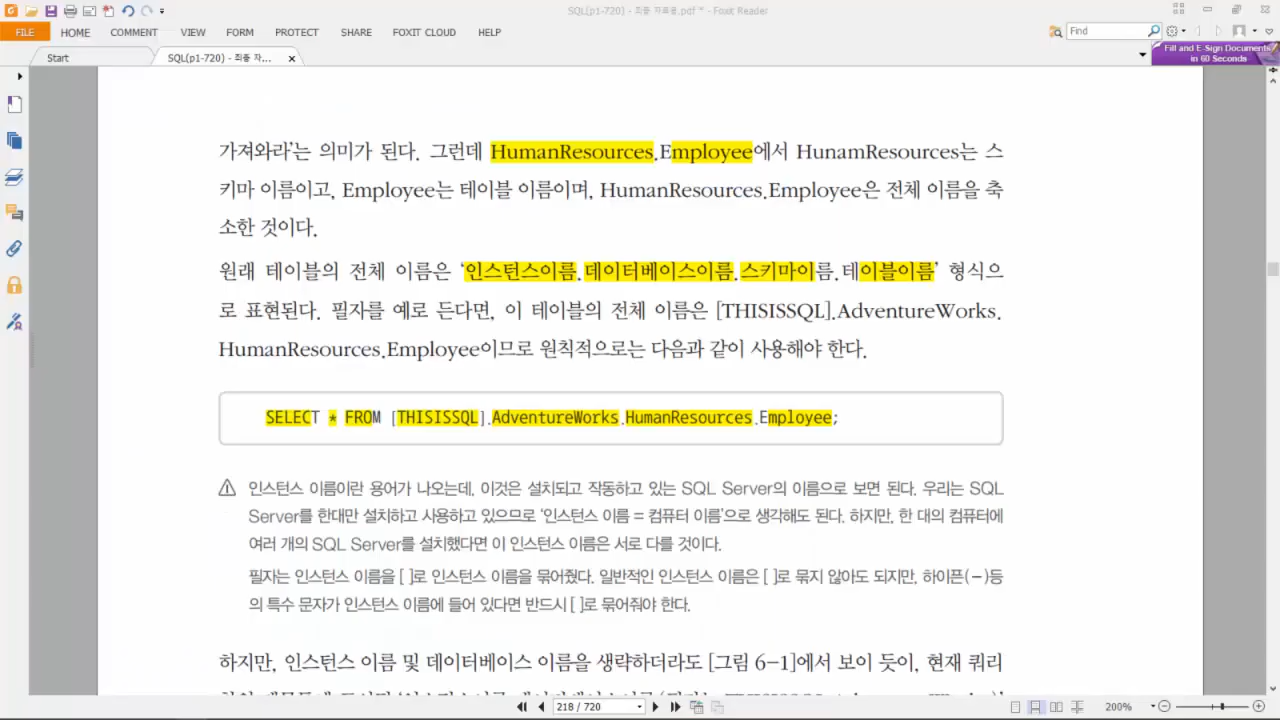 SQL(p1-720) - 최종 자료용.pdf * - Foxit Reader
FILE HOME COMMENT VIEW FORM PROTECT SHARE FOXIT CLOUD HELP Find
Start SQL(p1-720) - 최종 자... Fill and E-Sign Documents
in 60 Seconds
가져와라’는 의미가 된다. 그런데 HumanResources.Employee에서 HunamResources는 스
키마 이름이고, Employee는 테이블 이름이며, HumanResources.Employee은 전체 이름을 축
소한 것이다.
원래 테이블의 전체 이름은 ‘인스턴스이름.데이터베이스이름.스키마이름.테이블이름’ 형식으
로 표현된다. 필자를 예로 든다면, 이 테이블의 전체 이름은 [THISISSQL].AdventureWorks.
HumanResources.Employee이므로 원칙적으로는 다음과 같이 사용해야 한다.
SELECT * FROM [THISISSQL].AdventureWorks.HumanResources.Employee;
인스턴스 이름이란 용어가 나오는데, 이것은 설치되고 작동하고 있는 SQL Server의 이름으로 보면 된다. 우리는 SQL
Server를 한대만 설치하고 사용하고 있으므로 ‘인스턴스 이름 = 컴퓨터 이름’으로 생각해도 된다. 하지만, 한 대의 컴퓨터에
여러 개의 SQL Server를 설치했다면 이 인스턴스 이름은 서로 다를 것이다.
필자는 인스턴스 이름을 [ ]로 인스턴스 이름을 묶어줬다. 일반적인 인스턴스 이름은 [ ]로 묶지 않아도 되지만, 하이픈(-)등
의 특수 문자가 인스턴스 이름에 들어 있다면 반드시 [ ]로 묶어줘야 한다.
하지만, 인스턴스 이름 및 데이터베이스 이름을 생략하더라도 [그림 6-1]에서 보이 듯이, 현재 쿼리
218 / 720 200%